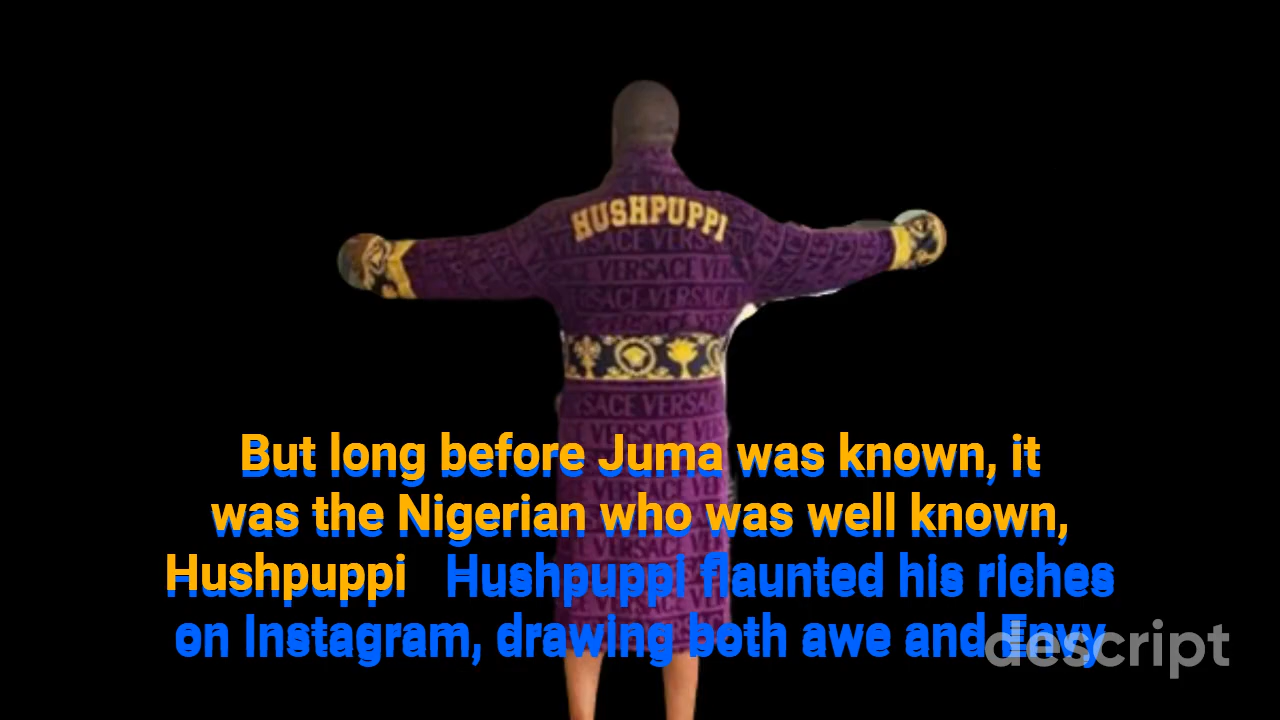 HUSHPUPPI
VERSACE VERSACE
VERSACE VERSACE
VERSACE VERSACE
But long before Juma was known, it
was the Nigerian who was well known,
Hushpuppi Hushpuppi flaunted his riches
on Instagram, drawing both awe and Envy
descript